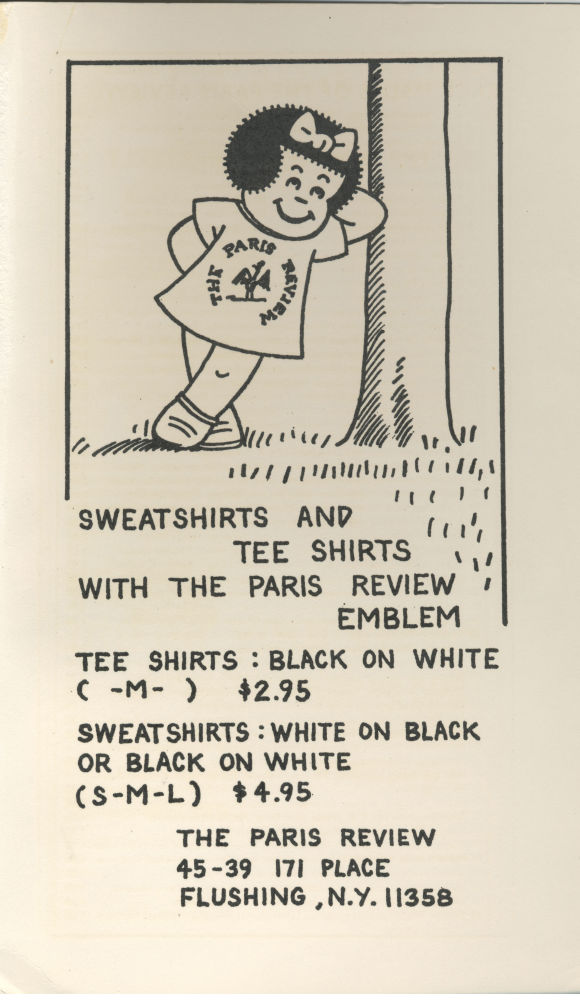 THE PARIS REVIEW
SWEATSHIRTS AND
TEE SHIRTS
WITH THE PARIS REVIEW
EMBLEM
TEE SHIRTS : BLACK ON WHITE
( -M- ) $2.95
SWEATSHIRTS : WHITE ON BLACK
OR BLACK ON WHITE
(S-M-L) $4.95
THE PARIS REVIEW
45-39 171 PLACE
FLUSHING, N.Y. 11358